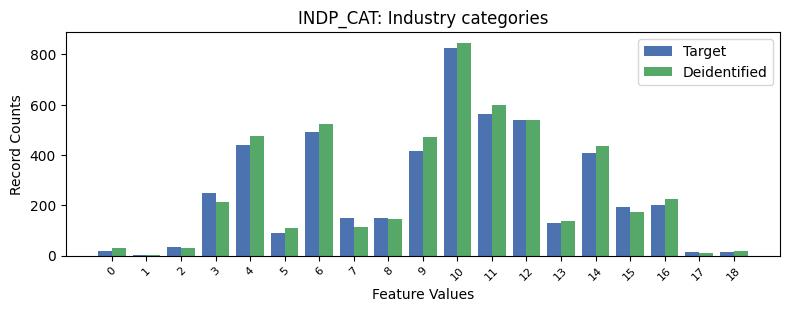 INDP_CAT: Industry categories
Target
Deidentified
Record Counts
800
600
400
200
0
0 1 2 3 4 5 6 7 8 9 10 11 12 13 14 15 16 17 18
Feature Values